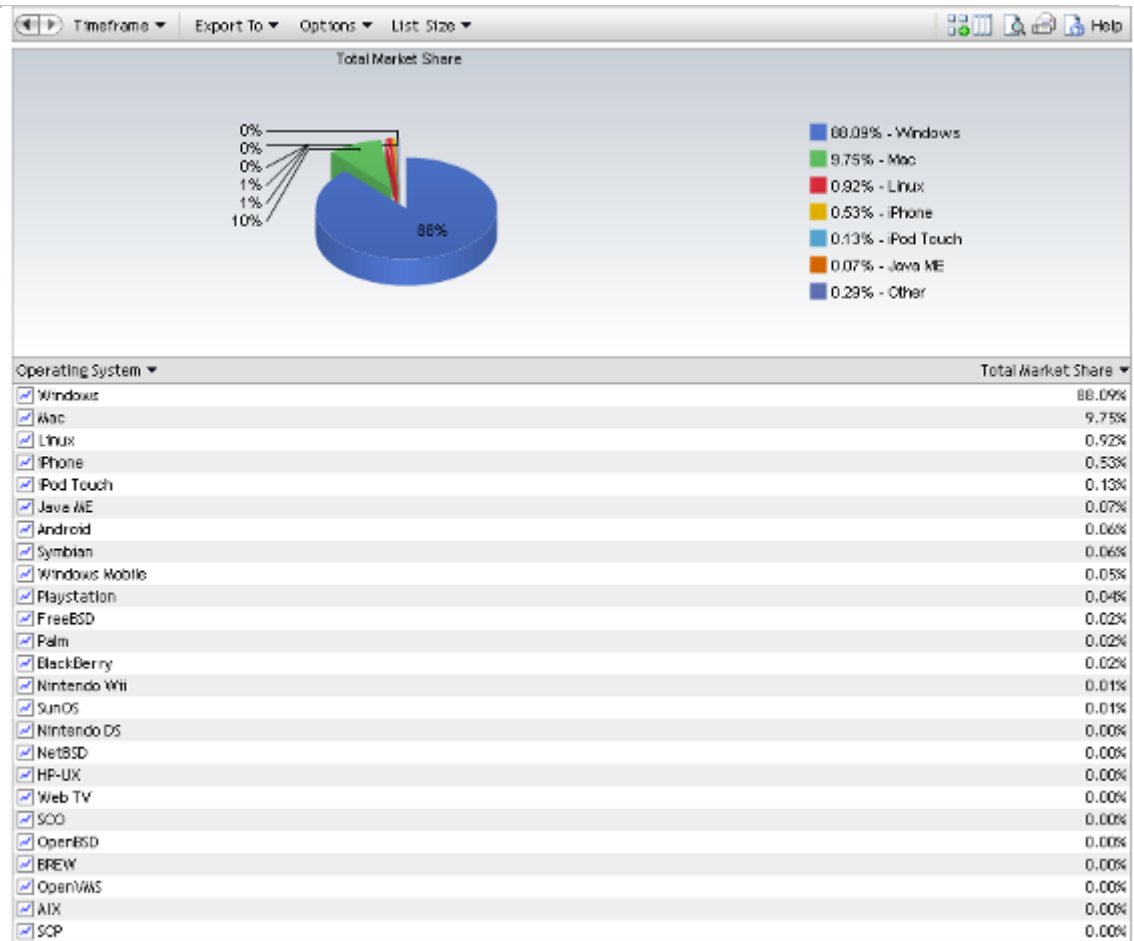 Timeframe Export To Options List Size Help
Total Market Share
0%
0%
0%
1%
1%
10%
88%
88.09% - Windows
9.75% - Mac
0.92% - Linux
0.53% - iPhone
0.13% - iPod Touch
0.07% - Java ME
0.29% - Other
Operating System Total Market Share
Windows 88.09%
Mac 9.75%
Linux 0.92%
iPhone 0.53%
iPod Touch 0.13%
Java ME 0.07%
Android 0.06%
Symbian 0.06%
Windows Mobile 0.05%
Playstation 0.04%
FreeBSD 0.02%
Palm 0.02%
BlackBerry 0.02%
Nintendo Wii 0.01%
SunOS 0.01%
Nintendo DS 0.00%
NetBSD 0.00%
HP-UX 0.00%
Web TV 0.00%
SCO 0.00%
OpenBSD 0.00%
BREW 0.00%
OpenVMS 0.00%
AIX 0.00%
SCP 0.00%